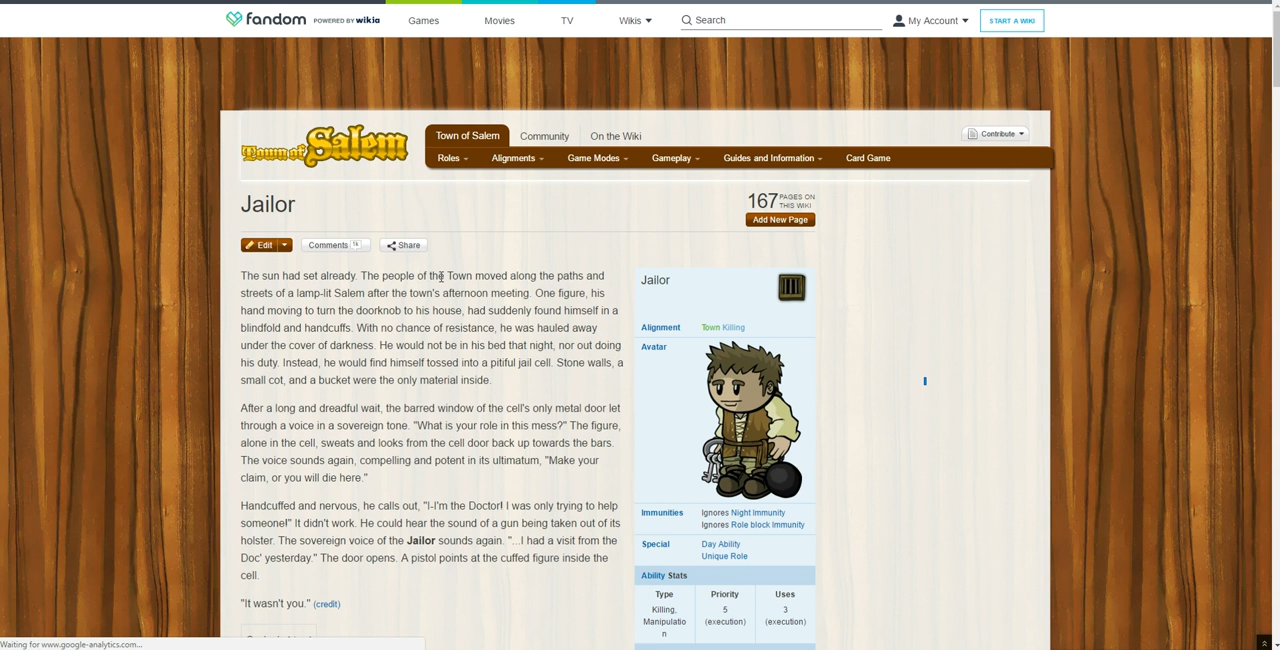 fandom POWERED BY wikia Games Movies TV Wikis Search My Account START A WIKI
Town of Salem Town of Salem Community On the Wiki Contribute
Roles Alignments Game Modes Gameplay Guides and Information Card Game
Jailor
167 PAGES ON THIS WIKI
Add New Page
Edit Comments Share
The sun had set already. The people of the Town moved along the paths and
streets of a lamp-lit Salem after the town's afternoon meeting. One figure, his
hand moving to turn the doorknob to his house, had suddenly found himself in a
blindfold and handcuffs. With no chance of resistance, he was hauled away
under the cover of darkness. He would not be in his bed that night, nor out doing
his duty. Instead, he would find himself tossed into a pitiful jail cell. Stone walls, a
small cot, and a bucket were the only material inside.
After a long and dreadful wait, the barred window of the cell's only metal door let
through a voice in a sovereign tone. "What is your role in this mess?" The figure,
alone in the cell, sweats and looks from the cell door back up towards the bars.
The voice sounds again, compelling and potent in its ultimatum, "Make your
claim, or you will die here."
Handcuffed and nervous, he calls out, "I-I'm the Doctor! I was only trying to help
someone!" It didn't work. He could hear the sound of a gun being taken out of its
holster. The sovereign voice of the Jailor sounds again. "...I had a visit from the
Doc' yesterday." The door opens. A pistol points at the cuffed figure inside the
cell.
"It wasn't you." (credit)
Jailor
Alignment Town Killing
Avatar
Immunities Ignores Night Immunity
Ignores Role block Immunity
Special Day Ability
Unique Role
Ability Stats
Type Priority Uses
Killing, 5 3
Manipulatio (execution) (execution)
n
Waiting for www.google-analytics.com...